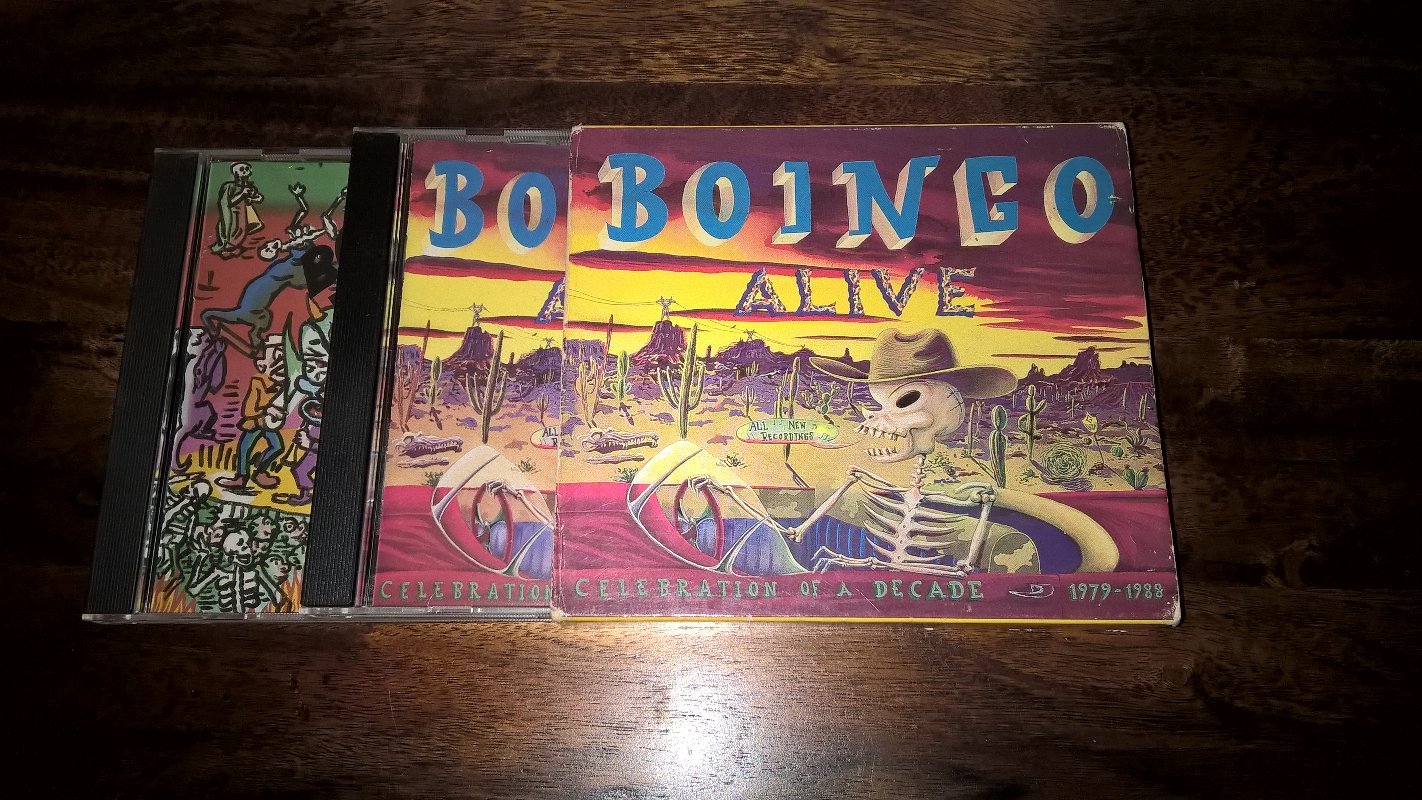 BO
A
CELEBRATION
BOINGO
ALIVE
ALL NEW
RECORDINGS
CELEBRATION OF A DECADE 1979-1988